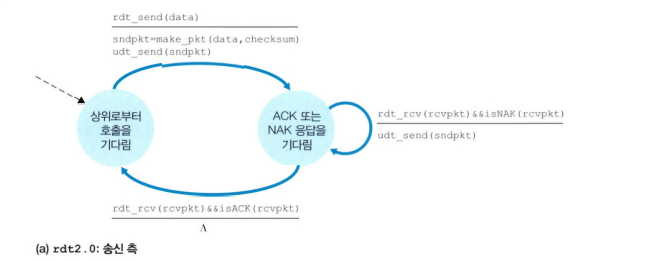 rdt_send(data)
sndpkt=make_pkt(data,checksum)
udt_send(sndpkt)
상위로부터
호출을
기다림
ACK 또는
NAK 응답을
기다림
rdt_rcv(rcvpkt)&&isNAK(rcvpkt)
udt_send(sndpkt)
rdt_rcv(rcvpkt)&&isACK(rcvpkt)
Λ
(a) rdt2.0: 송신 측